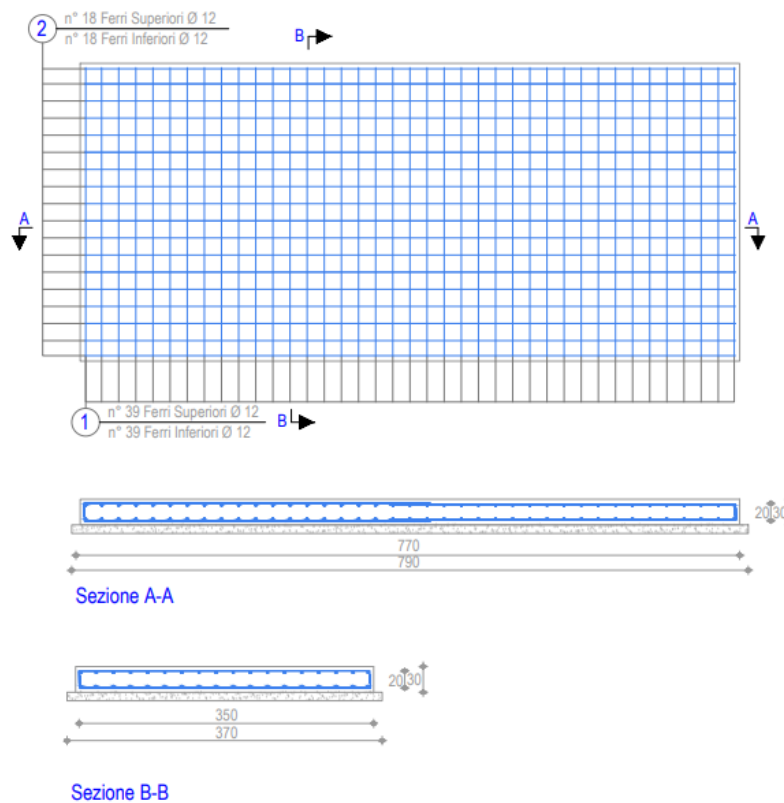 2
n° 18 Ferri Superiori Ø 12
n° 18 Ferri Inferiori Ø 12
B
A
A
1
n° 39 Ferri Superiori Ø 12
n° 39 Ferri Inferiori Ø 12
B
20
30
770
790
Sezione A-A
20
30
350
370
Sezione B-B